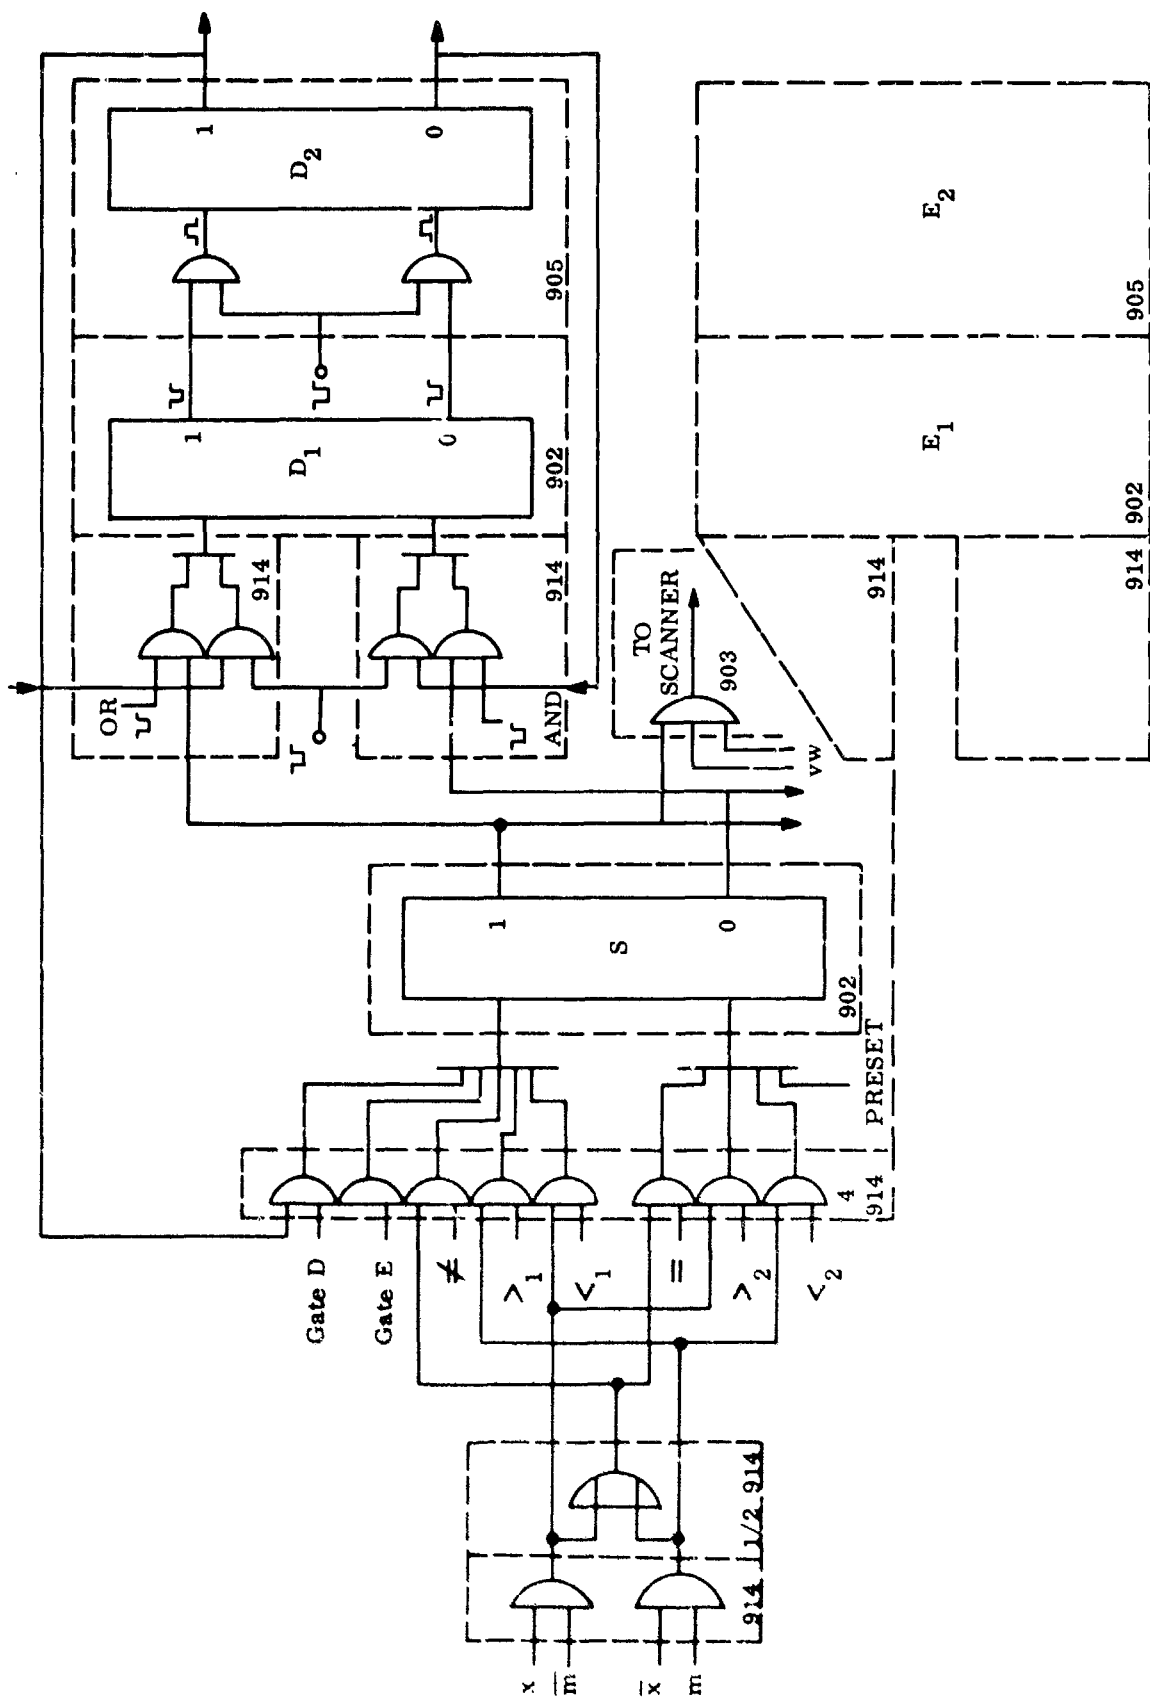 x
m̅
x̅
m
914
1/2 914
Gate D
Gate E
≠
>1
<1
=
>2
<2
4
914
PRESET
S
1
0
902
OR
AND
914
914
D1
1
0
902
D2
1
0
905
TO
SCANNER
903
vw
914
914
E1
902
E2
905